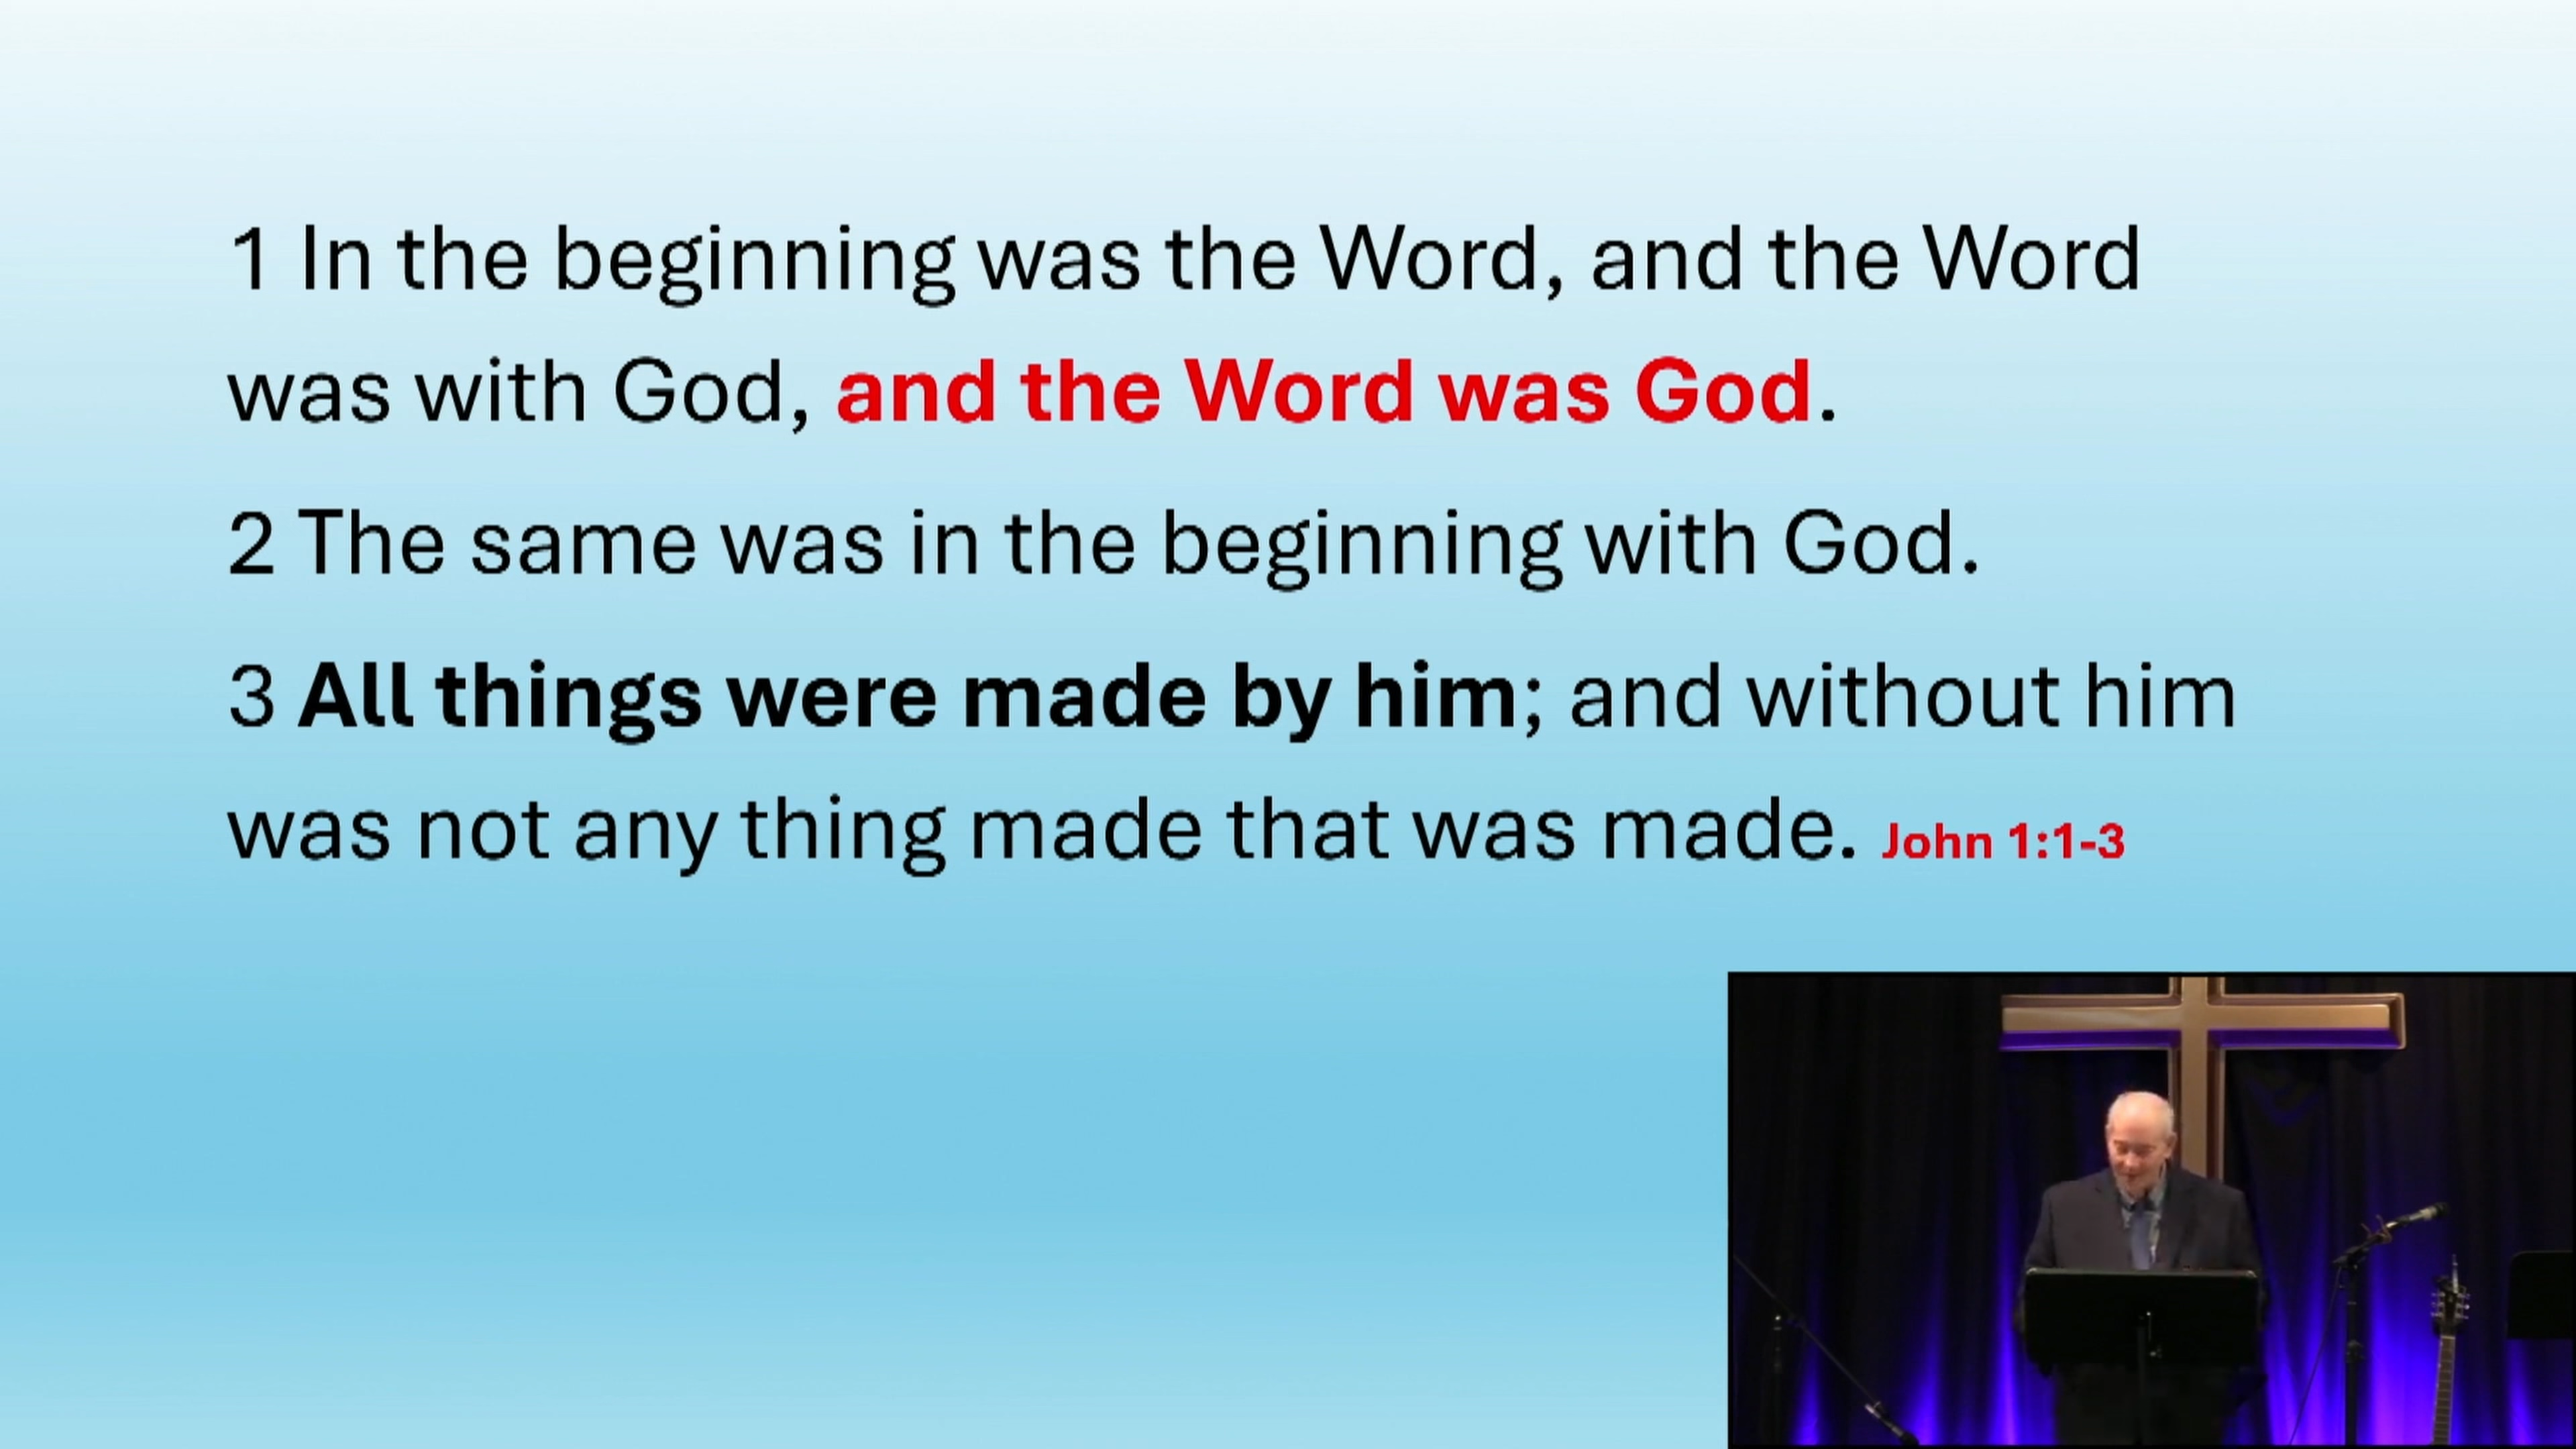 1 In the beginning was the Word, and the Word
was with God, and the Word was God.
2 The same was in the beginning with God.
3 All things were made by him; and without him
was not any thing made that was made. John 1:1-3